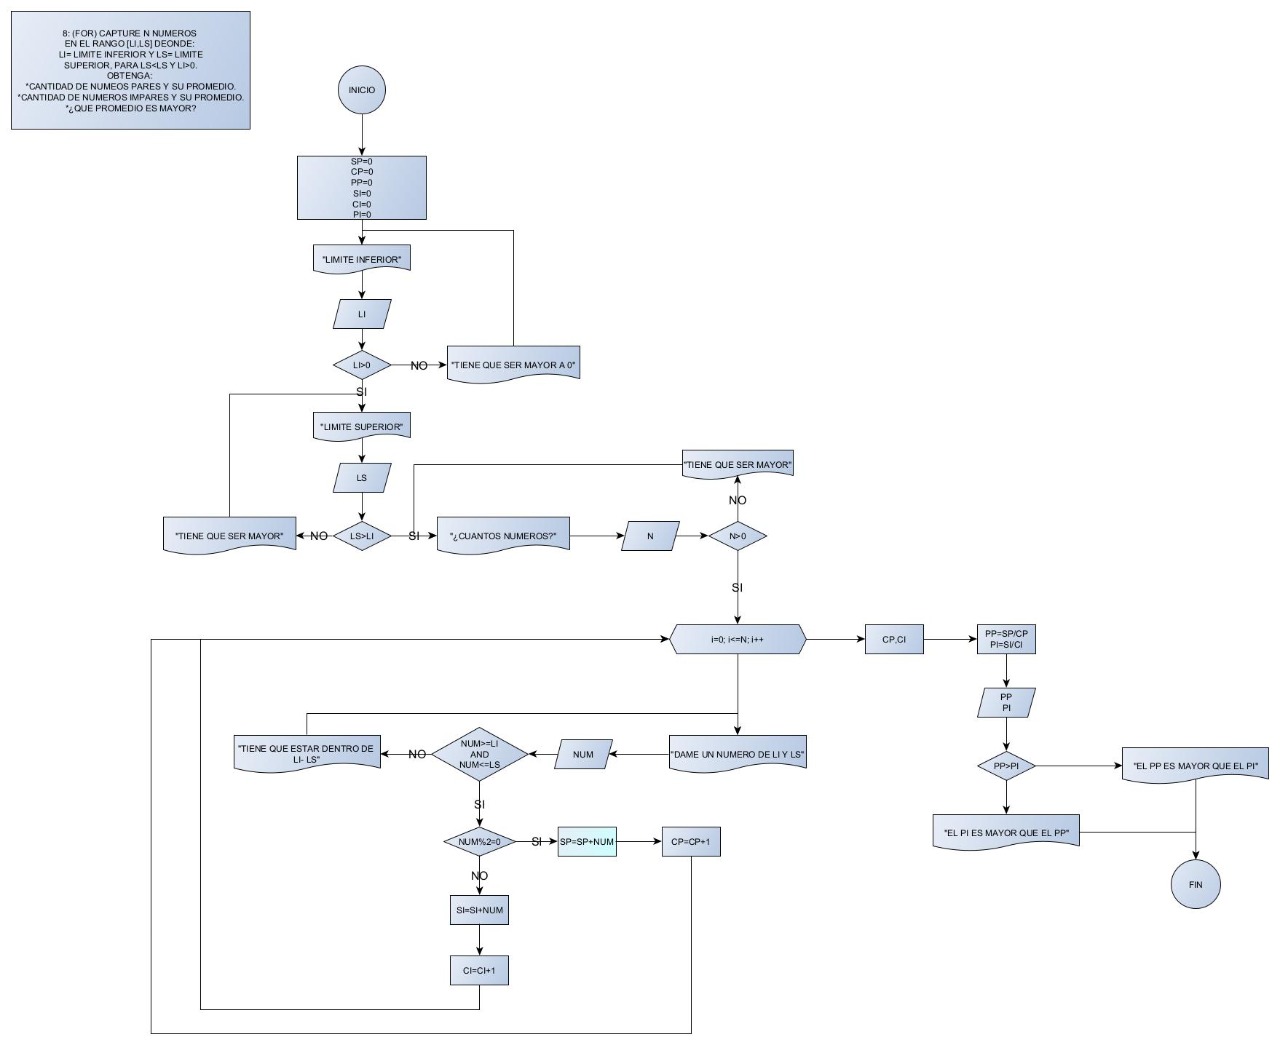 8: (FOR) CAPTURE N NUMEROS
EN EL RANGO [LI,LS] DEONDE:
LI= LIMITE INFERIOR Y LS= LIMITE
SUPERIOR, PARA LS<LS Y LI>0.
OBTENGA:
*CANTIDAD DE NUMEOS PARES Y SU PROMEDIO.
*CANTIDAD DE NUMEROS IMPARES Y SU PROMEDIO.
*¿QUE PROMEDIO ES MAYOR?
INICIO
SP=0
CP=0
PP=0
SI=0
CI=0
PI=0
"LIMITE INFERIOR"
LI
LI>0
NO
"TIENE QUE SER MAYOR A 0"
SI
"LIMITE SUPERIOR"
LS
LS>LI
NO
"TIENE QUE SER MAYOR"
SI
"¿CUANTOS NUMEROS?"
N
N>0
NO
"TIENE QUE SER MAYOR"
SI
i=0; i<=N; i++
CP,CI
PP=SP/CP
PI=SI/CI
PP
PI
PP>PI
"EL PP ES MAYOR QUE EL PI"
"EL PI ES MAYOR QUE EL PP"
FIN
"DAME UN NUMERO DE LI Y LS"
NUM
NUM>=LI
AND
NUM<=LS
NO
"TIENE QUE ESTAR DENTRO DE
LI- LS"
SI
NUM%2=0
SI
SP=SP+NUM
CP=CP+1
NO
SI=SI+NUM
CI=CI+1